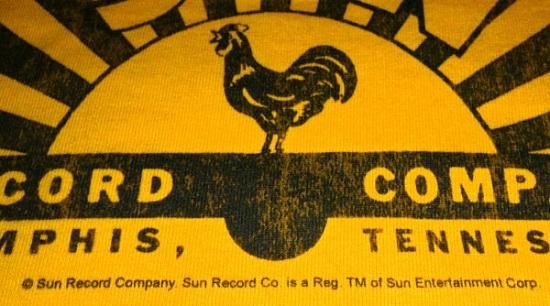 CORD COMP
MPHIS, TENNES
© Sun Record Company. Sun Record Co. is a Reg. TM of Sun Entertainment Corp.